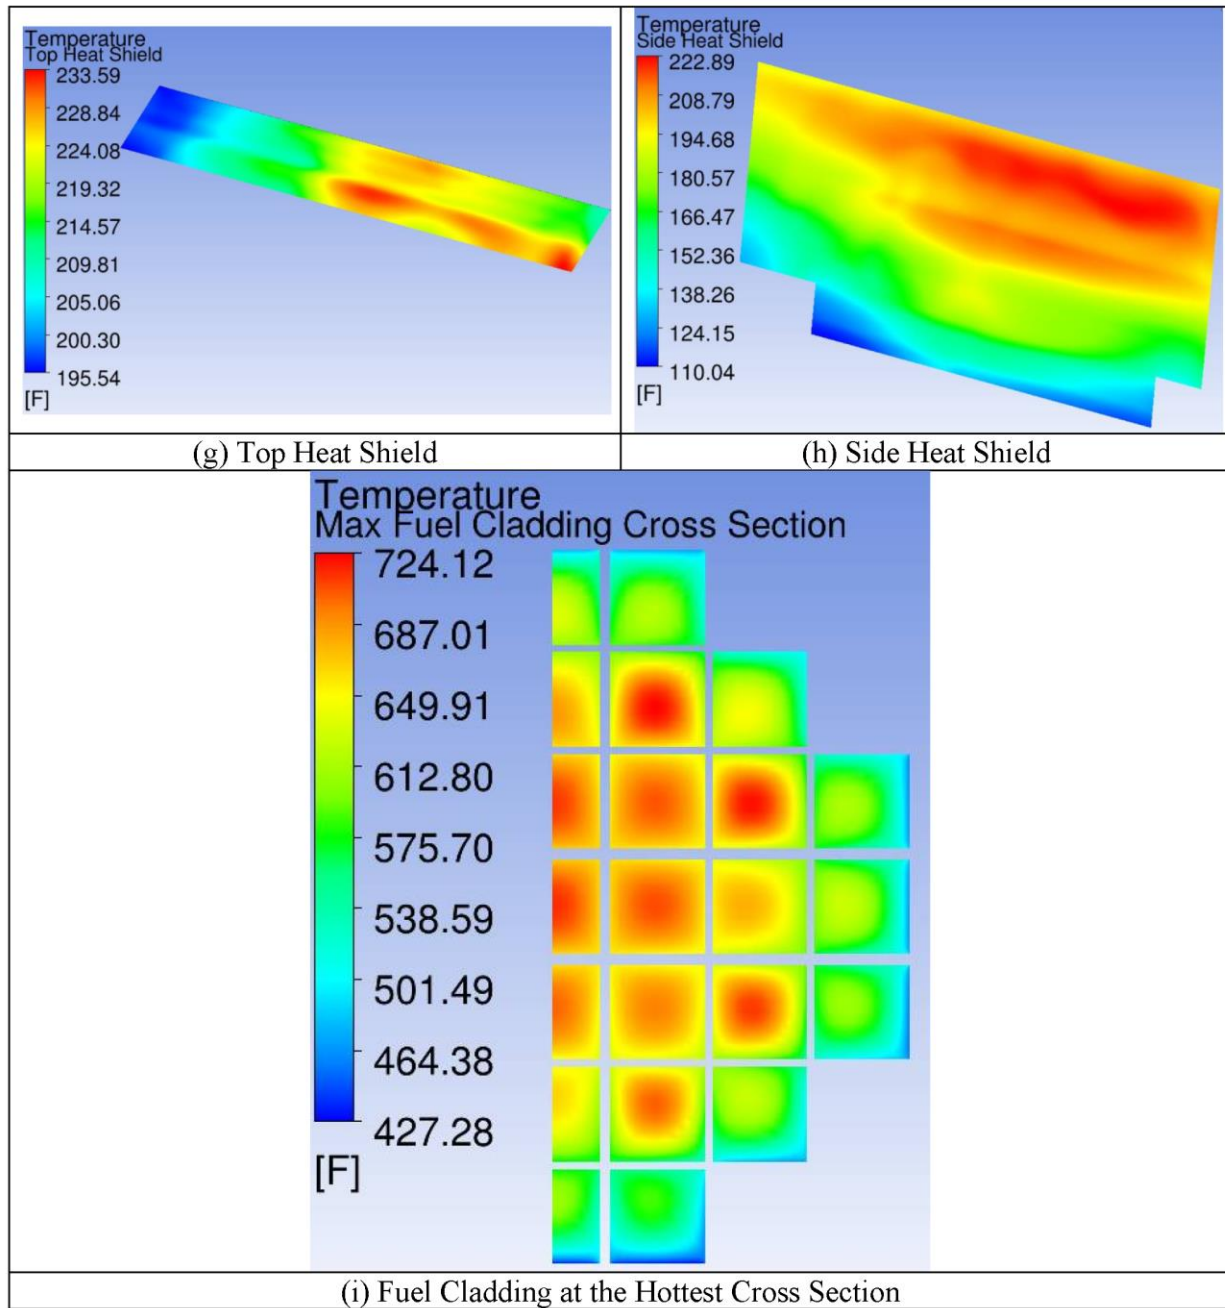 Temperature
Top Heat Shield
233.59
228.84
224.08
219.32
214.57
209.81
205.06
200.30
195.54
[F]
(g) Top Heat Shield
Temperature
Side Heat Shield
222.89
208.79
194.68
180.57
166.47
152.36
138.26
124.15
110.04
[F]
(h) Side Heat Shield
Temperature
Max Fuel Cladding Cross Section
724.12
687.01
649.91
612.80
575.70
538.59
501.49
464.38
427.28
[F]
(i) Fuel Cladding at the Hottest Cross Section